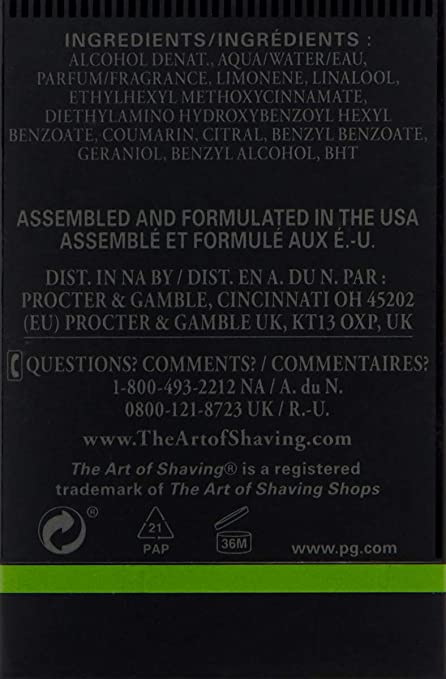 INGREDIENTS/INGRÉDIENTS :
ALCOHOL DENAT., AQUA/WATER/EAU,
PARFUM/FRAGRANCE, LIMONENE, LINALOOL,
ETHYLHEXYL METHOXYCINNAMATE,
DIETHYLAMINO HYDROXYBENZOYL HEXYL
BENZOATE, COUMARIN, CITRAL, BENZYL BENZOATE,
GERANIOL, BENZYL ALCOHOL, BHT
ASSEMBLED AND FORMULATED IN THE USA
ASSEMBLÉ ET FORMULÉ AUX É.-U.
DIST. IN NA BY / DIST. EN A. DU N. PAR :
PROCTER & GAMBLE, CINCINNATI OH 45202
(EU) PROCTER & GAMBLE UK, KT13 OXP, UK
QUESTIONS? COMMENTS? / COMMENTAIRES?
1-800-493-2212 NA / A. du N.
0800-121-8723 UK / R.-U.
www.TheArtofShaving.com
The Art of Shaving® is a registered
trademark of The Art of Shaving Shops
®
21
PAP
36M
www.pg.com